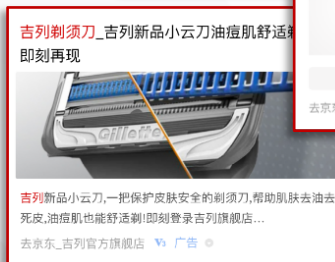 吉列剃须刀_吉列新品小云刀油痘肌舒适
即刻再现
Gillette
吉列新品小云刀,一把保护皮肤安全的剃须刀,帮助肌肤去油去
死皮,油痘肌也能舒适剃!即刻登录吉列旗舰店...
去京东_吉列官方旗舰店 V3 广告
去京